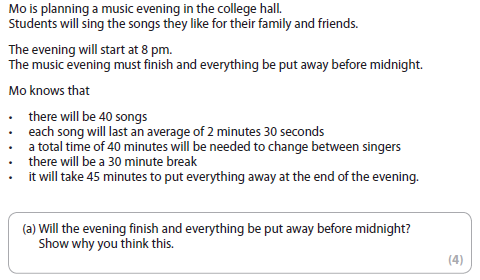 Mo is planning a music evening in the college hall.
Students will sing the songs they like for their family and friends.
The evening will start at 8 pm.
The music evening must finish and everything be put away before midnight.
Mo knows that
• there will be 40 songs
• each song will last an average of 2 minutes 30 seconds
• a total time of 40 minutes will be needed to change between singers
• there will be a 30 minute break
• it will take 45 minutes to put everything away at the end of the evening.
(a) Will the evening finish and everything be put away before midnight?
Show why you think this.
(4)